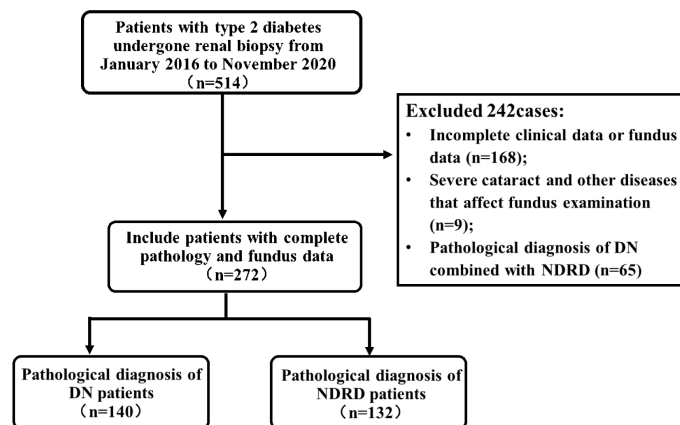 Patients with type 2 diabetes
undergone renal biopsy from
January 2016 to November 2020
（n=514）
Excluded 242cases:
• Incomplete clinical data or fundus
data (n=168);
• Severe cataract and other diseases
that affect fundus examination
(n=9);
• Pathological diagnosis of DN
combined with NDRD (n=65)
Include patients with complete
pathology and fundus data
（n=272）
Pathological diagnosis of
DN patients
（n=140）
Pathological diagnosis of
NDRD patients
（n=132）